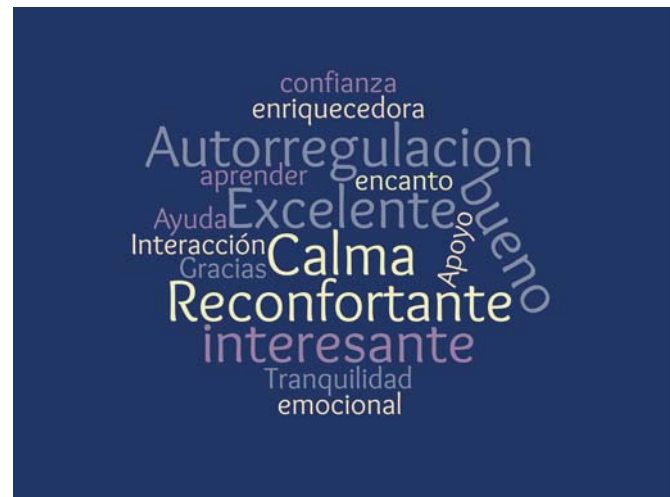 confianza
enriquecedora
Autorregulacion
aprender
encanto
bueno
Ayuda
Excelente
Apoyo
Interacción
Calma
Gracias
Reconfortante
interesante
Tranquilidad
emocional